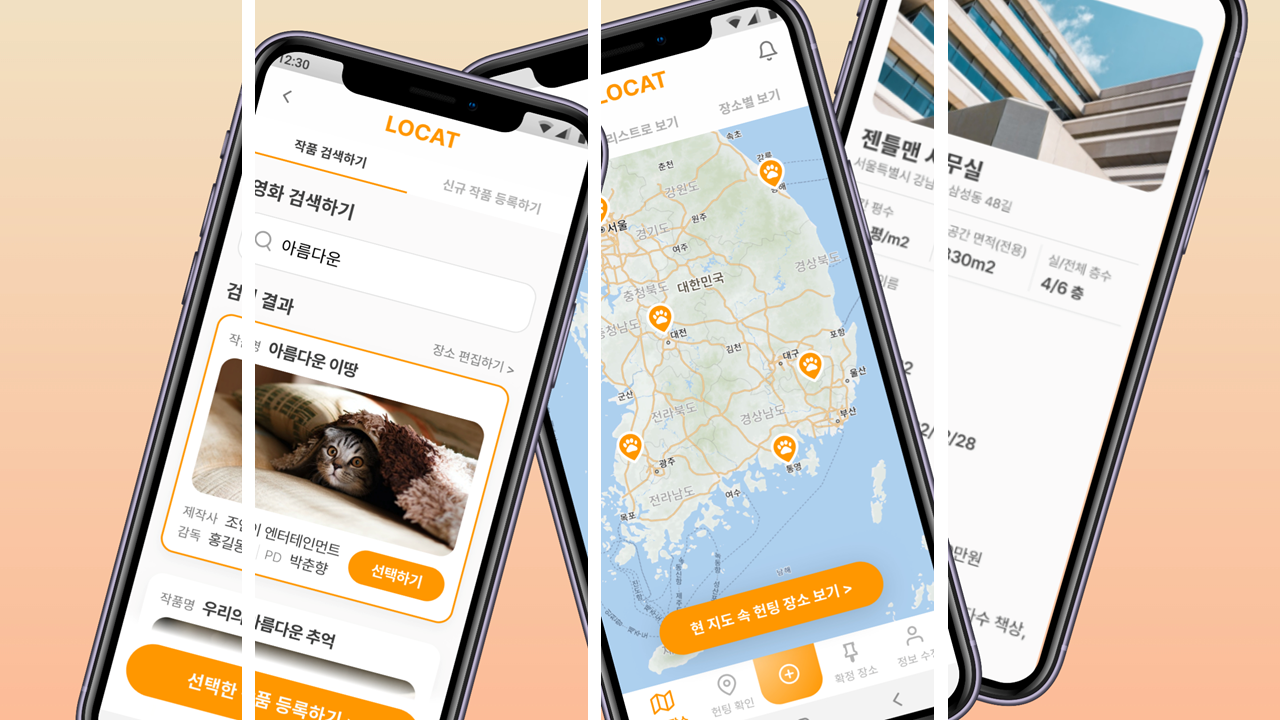 12:30
LOCAT
작품 검색하기
신규 작품 등록하기
영화 검색하기
아름다운
결과
장소 편집하기 >
아름다운 이땅
제작사
엔터테인먼트
감독 홍길동
PD 박춘향
선택하기
작품명 우리의 아름다운 추억
선택한
등록하기
LOCAT
리스트로 보기
장소별 보기
속초
강릉
동해
춘천
강원도
서울
경기도
원주
여주
경상북도
충청북도
대한민국
충청남도
대전
김천
포항
대구
울산
군산
전라북도
경상남도
부산
광주
통영
전라남도
여수
목포
남해
현 지도 속 헌팅 장소 보기 >
헌팅 확인
확정 장소
정보 수정
젠틀맨 사무실
서울특별시 강남
삼성동 48길
평수
평/m2
공간 면적(전용)
330m2
실/전체 층수
4/6 층
이름
/28
만원
다수 책상,